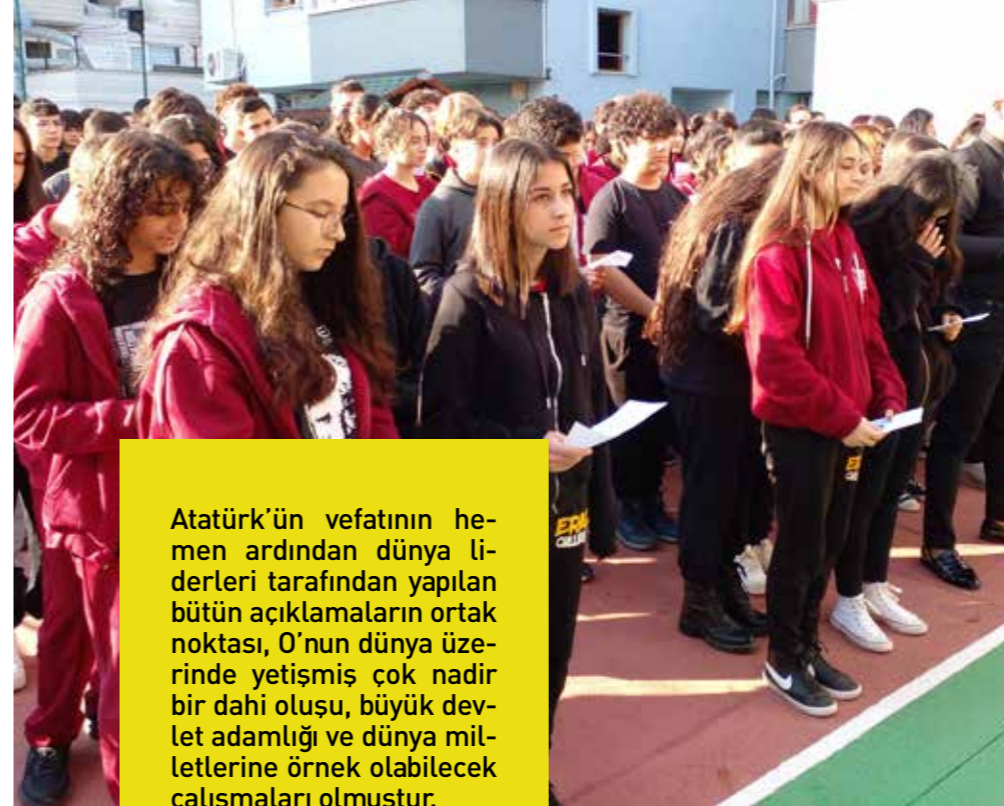 Atatürk’ün vefatının he-
men ardından dünya li-
derleri tarafından yapılan
bütün açıklamaların ortak
noktası, O’nun dünya üze-
rinde yetişmiş çok nadir
bir dahi oluşu, büyük dev-
let adamlığı ve dünya mil-
letlerine örnek olabilecek
çalışmaları olmuştur.